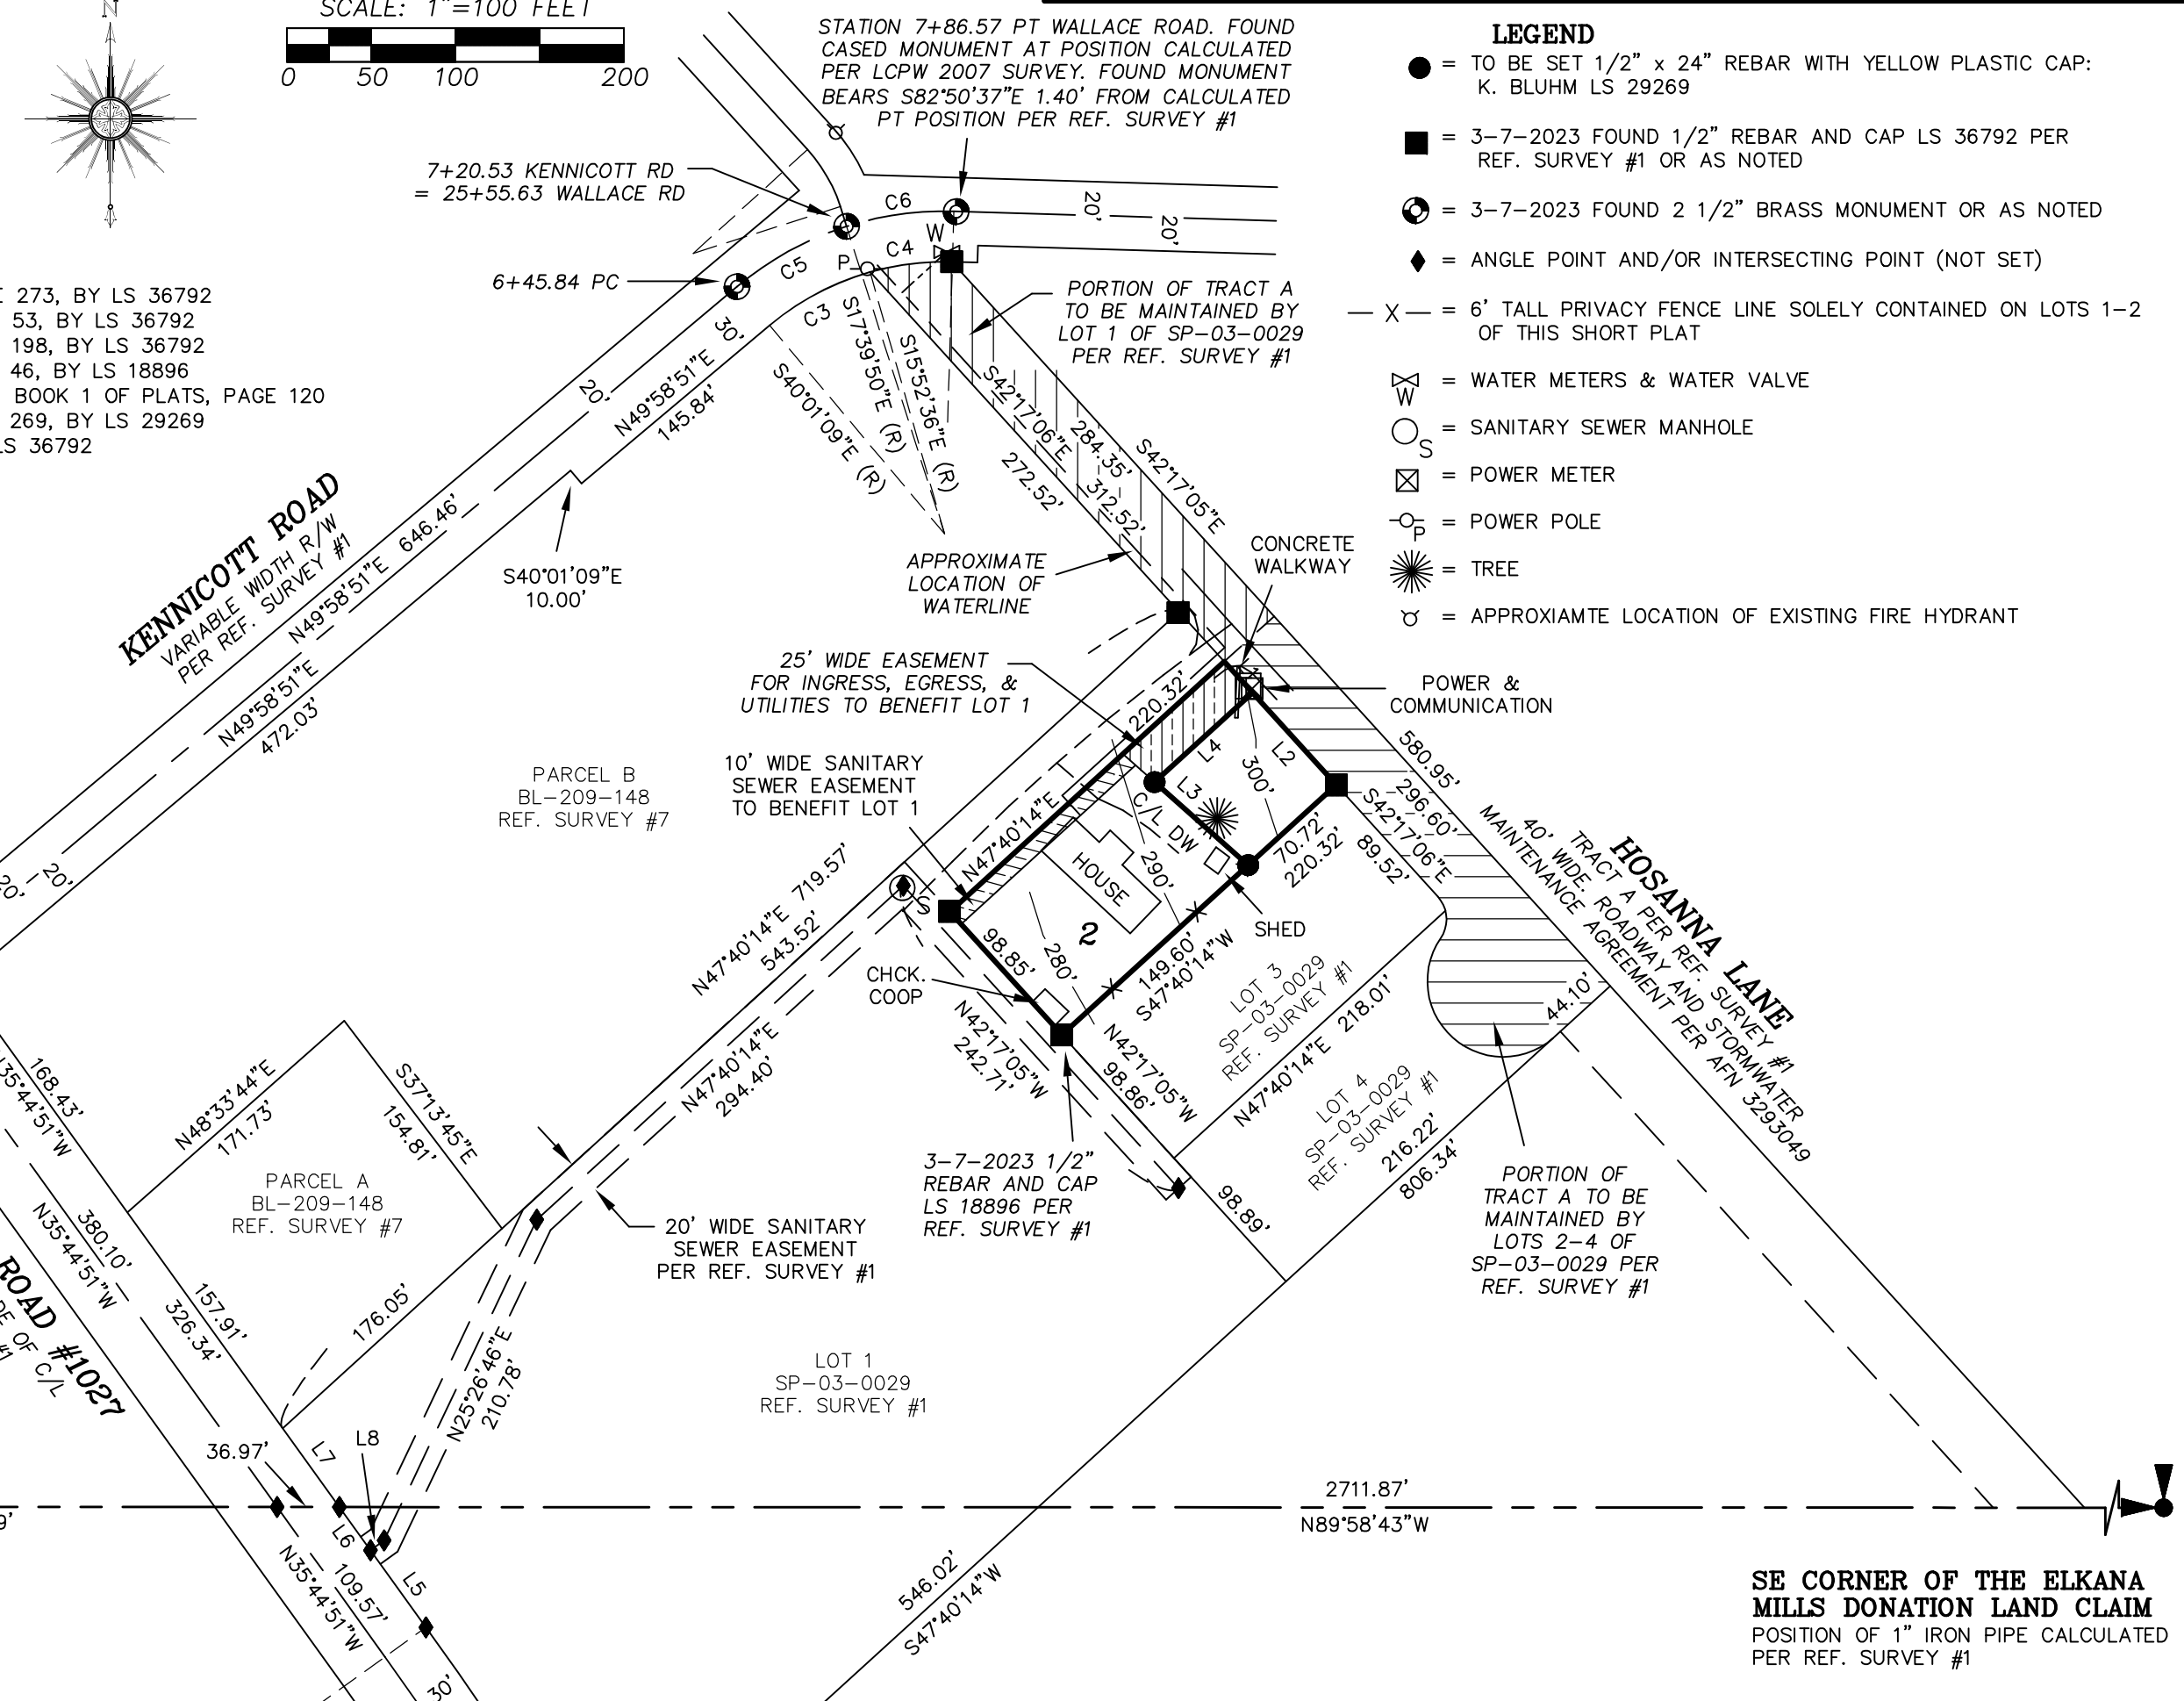 N
SCALE: 1"=100 FEET
0 50 100 200
STATION 7+86.57 PT WALLACE ROAD. FOUND
CASED MONUMENT AT POSITION CALCULATED
PER LCPW 2007 SURVEY. FOUND MONUMENT
BEARS S82°50'37"E 1.40' FROM CALCULATED
PT POSITION PER REF. SURVEY #1
LEGEND
= TO BE SET 1/2" x 24" REBAR WITH YELLOW PLASTIC CAP:
K. BLUHM LS 29269
= 3-7-2023 FOUND 1/2" REBAR AND CAP LS 36792 PER
REF. SURVEY #1 OR AS NOTED
= 3-7-2023 FOUND 2 1/2" BRASS MONUMENT OR AS NOTED
= ANGLE POINT AND/OR INTERSECTING POINT (NOT SET)
— X — = 6' TALL PRIVACY FENCE LINE SOLELY CONTAINED ON LOTS 1-2
OF THIS SHORT PLAT
W = WATER METERS & WATER VALVE
S = SANITARY SEWER MANHOLE
= POWER METER
P = POWER POLE
= TREE
= APPROXIAMTE LOCATION OF EXISTING FIRE HYDRANT
7+20.53 KENNICOTT RD
= 25+55.63 WALLACE RD
6+45.84 PC
E 273, BY LS 36792
53, BY LS 36792
198, BY LS 36792
46, BY LS 18896
BOOK 1 OF PLATS, PAGE 120
269, BY LS 29269
LS 36792
C6
C4
C5
C3
W
P
20'
20'
30'
20'
N49°58'51"E
145.84'
S40°01'09"E (R)
S17°39'50"E (R)
S15°52'36"E (R)
PORTION OF TRACT A
TO BE MAINTAINED BY
LOT 1 OF SP-03-0029
PER REF. SURVEY #1
S42°17'06"E
284.35'
272.52'
312.52'
S42°17'05"E
KENNICOTT ROAD
VARIABLE WIDTH R/W
PER REF. SURVEY #1
N49°58'51"E 646.46'
S40°01'09"E
10.00'
N49°58'51"E
472.03'
20'
20'
APPROXIMATE
LOCATION OF
WATERLINE
CONCRETE
WALKWAY
25' WIDE EASEMENT
FOR INGRESS, EGRESS, &
UTILITIES TO BENEFIT LOT 1
POWER &
COMMUNICATION
220.32'
10' WIDE SANITARY
SEWER EASEMENT
TO BENEFIT LOT 1
PARCEL B
BL-209-148
REF. SURVEY #7
L4
L3
L2
300'
C/L DW
290'
280'
HOUSE
2
N47°40'14"E
70.72'
220.32'
SHED
98.85'
149.60'
S47°40'14"W
CHCK.
COOP
S
580.95'
296.60'
S42°17'06"E
89.52'
HOSANNA LANE
TRACT A PER REF. SURVEY #1
40' WIDE. ROADWAY AND STORMWATER
MAINTENANCE AGREEMENT PER AFN 3293049
N47°40'14"E 719.57'
543.52'
N47°40'14"E
294.40'
N42°17'05"W
242.71'
N42°17'05"W
98.86'
LOT 3
SP-03-0029
REF. SURVEY #1
N47°40'14"E 218.01'
LOT 4
SP-03-0029
REF. SURVEY #1
216.22'
806.34'
44.10'
98.89'
3-7-2023 1/2"
REBAR AND CAP
LS 18896 PER
REF. SURVEY #1
PORTION OF
TRACT A TO BE
MAINTAINED BY
LOTS 2-4 OF
SP-03-0029 PER
REF. SURVEY #1
20' WIDE SANITARY
SEWER EASEMENT
PER REF. SURVEY #1
168.43'
N35°44'51"W
N48°33'44"E
171.73'
S37°13'45"E
154.81'
PARCEL A
BL-209-148
REF. SURVEY #7
380.10'
N35°44'51"W
157.91'
326.34'
176.05'
ROAD #1027
OF C/L
#1
N25°26'46"E
210.78'
LOT 1
SP-03-0029
REF. SURVEY #1
36.97'
L7
L8
L6
L5
109.57'
N35°44'51"W
30'
9'
2711.87'
N89°58'43"W
546.02'
S47°40'14"W
SE CORNER OF THE ELKANA
MILLS DONATION LAND CLAIM
POSITION OF 1" IRON PIPE CALCULATED
PER REF. SURVEY #1